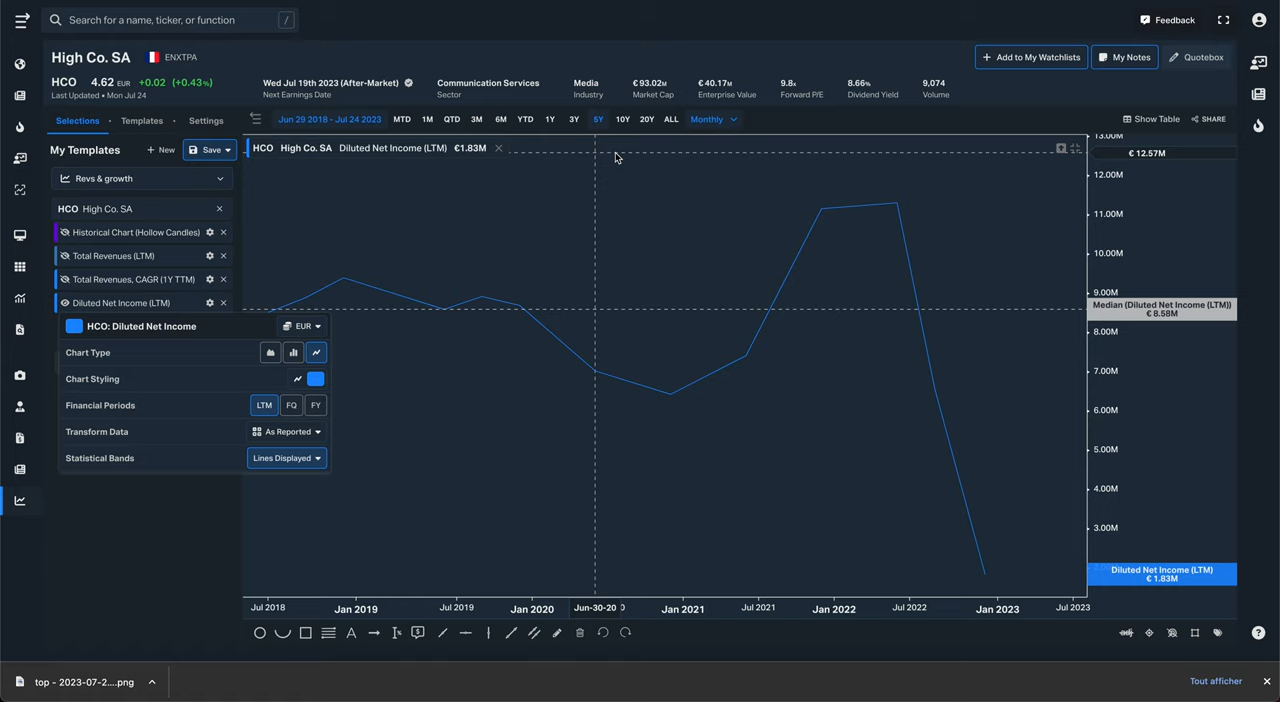 Search for a name, ticker, or function /
Feedback
High Co. SA ENXTPA
+ Add to My Watchlists
My Notes
Quotebox
HCO 4.62 EUR +0.02 (+0.43%)
Last Updated • Mon Jul 24
Wed Jul 19th 2023 (After-Market)
Next Earnings Date
Communication Services
Sector
Media
Industry
€93.02M
Market Cap
€40.17M
Enterprise Value
9.8x
Forward P/E
8.66%
Dividend Yield
9,074
Volume
Selections • Templates • Settings
Jun 29 2018 - Jul 24 2023 MTD 1M QTD 3M 6M YTD 1Y 3Y 5Y 10Y 20Y ALL Monthly
Show Table SHARE
My Templates + New Save
Revs & growth
HCO High Co. SA
Historical Chart (Hollow Candles)
Total Revenues (LTM)
Total Revenues, CAGR (1Y TTM)
Diluted Net Income (LTM)
HCO: Diluted Net Income EUR
Chart Type
Chart Styling
Financial Periods LTM FQ FY
Transform Data As Reported
Statistical Bands Lines Displayed
HCO High Co. SA Diluted Net Income (LTM) €1.83M
13.00M
€ 12.57M
12.00M
11.00M
10.00M
9.00M
Median (Diluted Net Income (LTM))
€ 8.58M
8.00M
7.00M
6.00M
5.00M
4.00M
3.00M
Diluted Net Income (LTM)
€ 1.83M
Jul 2018 Jan 2019 Jul 2019 Jan 2020 Jun-30-20 Jan 2021 Jul 2021 Jan 2022 Jul 2022 Jan 2023 Jul 2023
top - 2023-07-2....png
Tout afficher